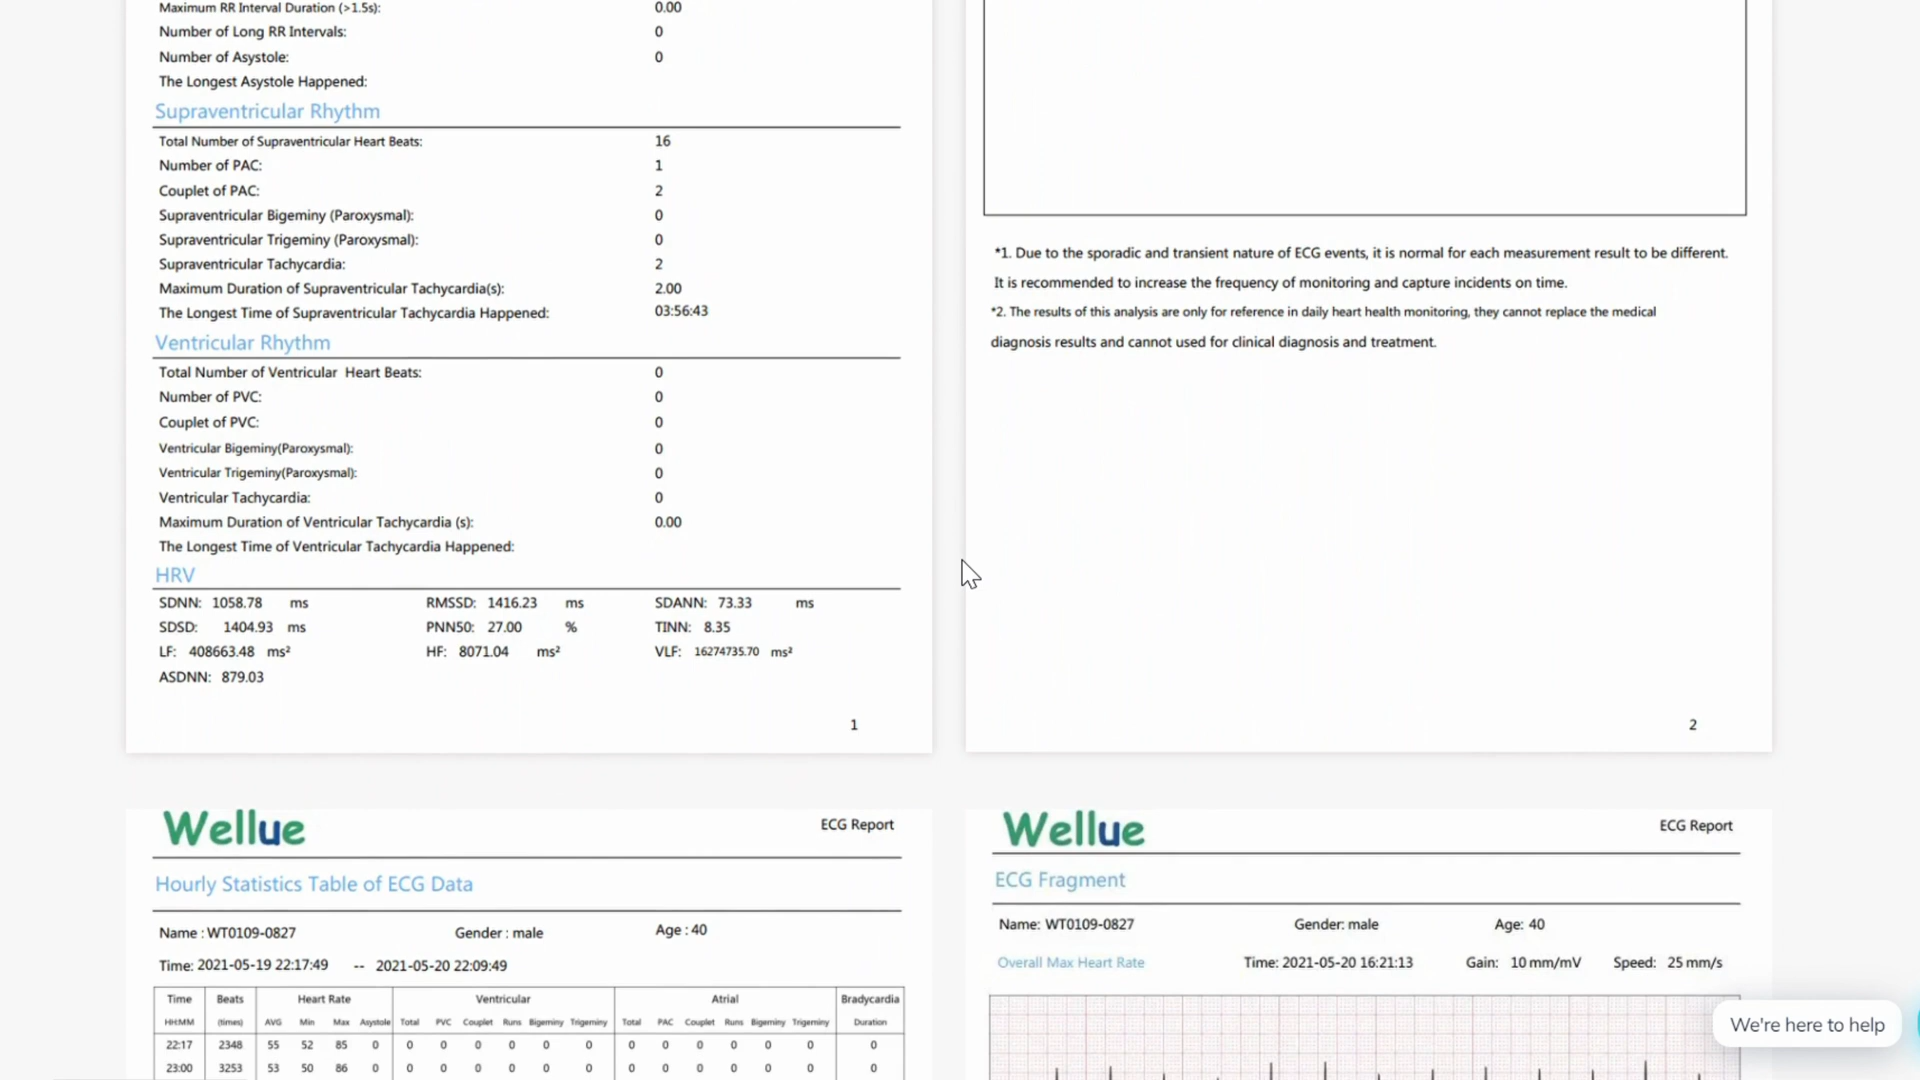 Maximum RR Interval Duration (>1.5s): 0.00
Number of Long RR Intervals: 0
Number of Asystole: 0
The Longest Asystole Happened:
Supraventricular Rhythm
Total Number of Supraventricular Heart Beats: 16
Number of PAC: 1
Couplet of PAC: 2
Supraventricular Bigeminy (Paroxysmal): 0
Supraventricular Trigeminy (Paroxysmal): 0
Supraventricular Tachycardia: 2
Maximum Duration of Supraventricular Tachycardia(s): 2.00
The Longest Time of Supraventricular Tachycardia Happened: 03:56:43
Ventricular Rhythm
Total Number of Ventricular Heart Beats: 0
Number of PVC: 0
Couplet of PVC: 0
Ventricular Bigeminy(Paroxysmal): 0
Ventricular Trigeminy(Paroxysmal): 0
Ventricular Tachycardia: 0
Maximum Duration of Ventricular Tachycardia (s): 0.00
The Longest Time of Ventricular Tachycardia Happened:
HRV
SDNN: 1058.78 ms RMSSD: 1416.23 ms SDANN: 73.33 ms
SDSD: 1404.93 ms PNN50: 27.00 % TINN: 8.35
LF: 408663.48 ms² HF: 8071.04 ms² VLF: 16274735.70 ms²
ASDNN: 879.03
1
*1. Due to the sporadic and transient nature of ECG events, it is normal for each measurement result to be different.
It is recommended to increase the frequency of monitoring and capture incidents on time.
*2. The results of this analysis are only for reference in daily heart health monitoring, they cannot replace the medical
diagnosis results and cannot used for clinical diagnosis and treatment.
2
Wellue ECG Report
Hourly Statistics Table of ECG Data
Name : WT0109-0827 Gender : male Age : 40
Time: 2021-05-19 22:17:49 -- 2021-05-20 22:09:49
Time Beats Heart Rate Ventricular Atrial Bradycardia
HH:MM (times) AVG Min Max Asystole Total PVC Couplet Runs Bigeminy Trigeminy Total PAC Couplet Runs Bigeminy Trigeminy Duration
22:17 2348 55 52 85 0 0 0 0 0 0 0 0 0 0 0 0 0 0
23:00 3253 53 50 86 0 0 0 0 0 0 0 0 0 0 0 0 0 0
Wellue ECG Report
ECG Fragment
Name: WT0109-0827 Gender: male Age: 40
Overall Max Heart Rate Time: 2021-05-20 16:21:13 Gain: 10 mm/mV Speed: 25 mm/s
We're here to help